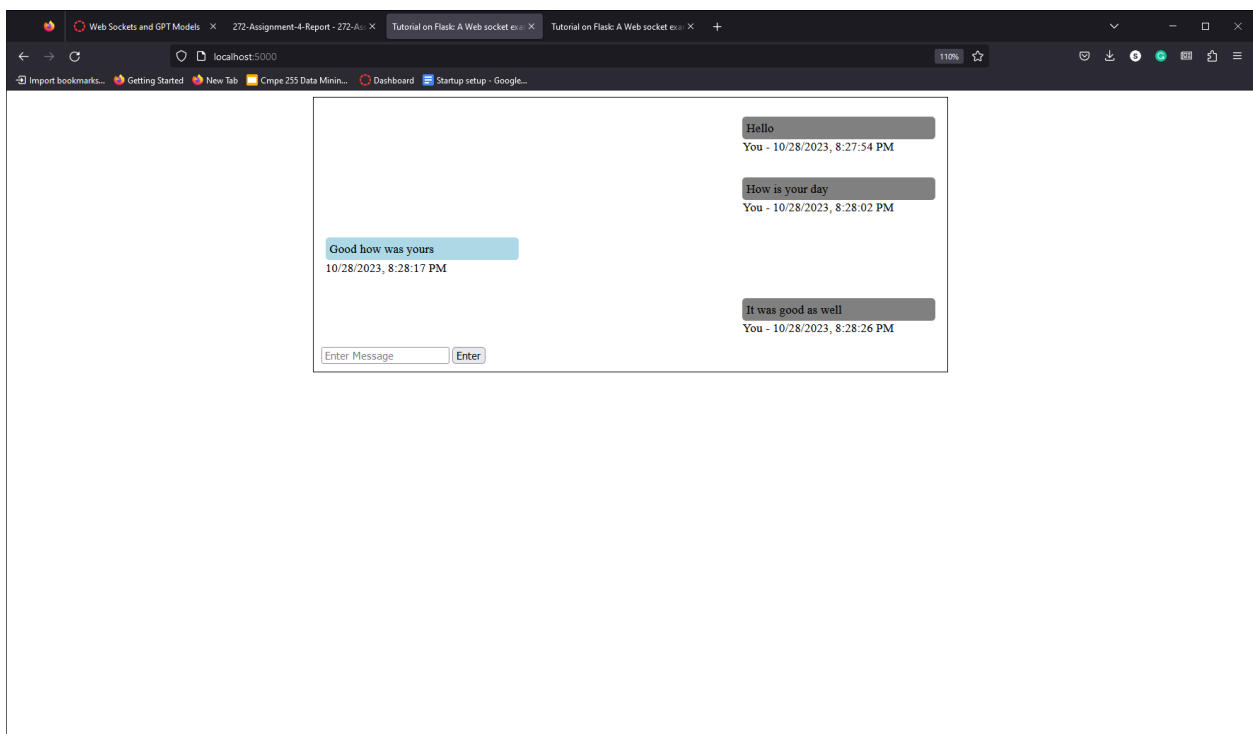 Web Sockets and GPT Models
272-Assignment-4-Report - 272-Ass
Tutorial on Flask: A Web socket exa
Tutorial on Flask: A Web socket exa
localhost:5000
110%
Import bookmarks...
Getting Started
New Tab
Cmpe 255 Data Minin...
Dashboard
Startup setup - Google...
Hello
You - 10/28/2023, 8:27:54 PM
How is your day
You - 10/28/2023, 8:28:02 PM
Good how was yours
10/28/2023, 8:28:17 PM
It was good as well
You - 10/28/2023, 8:28:26 PM
Enter Message
Enter